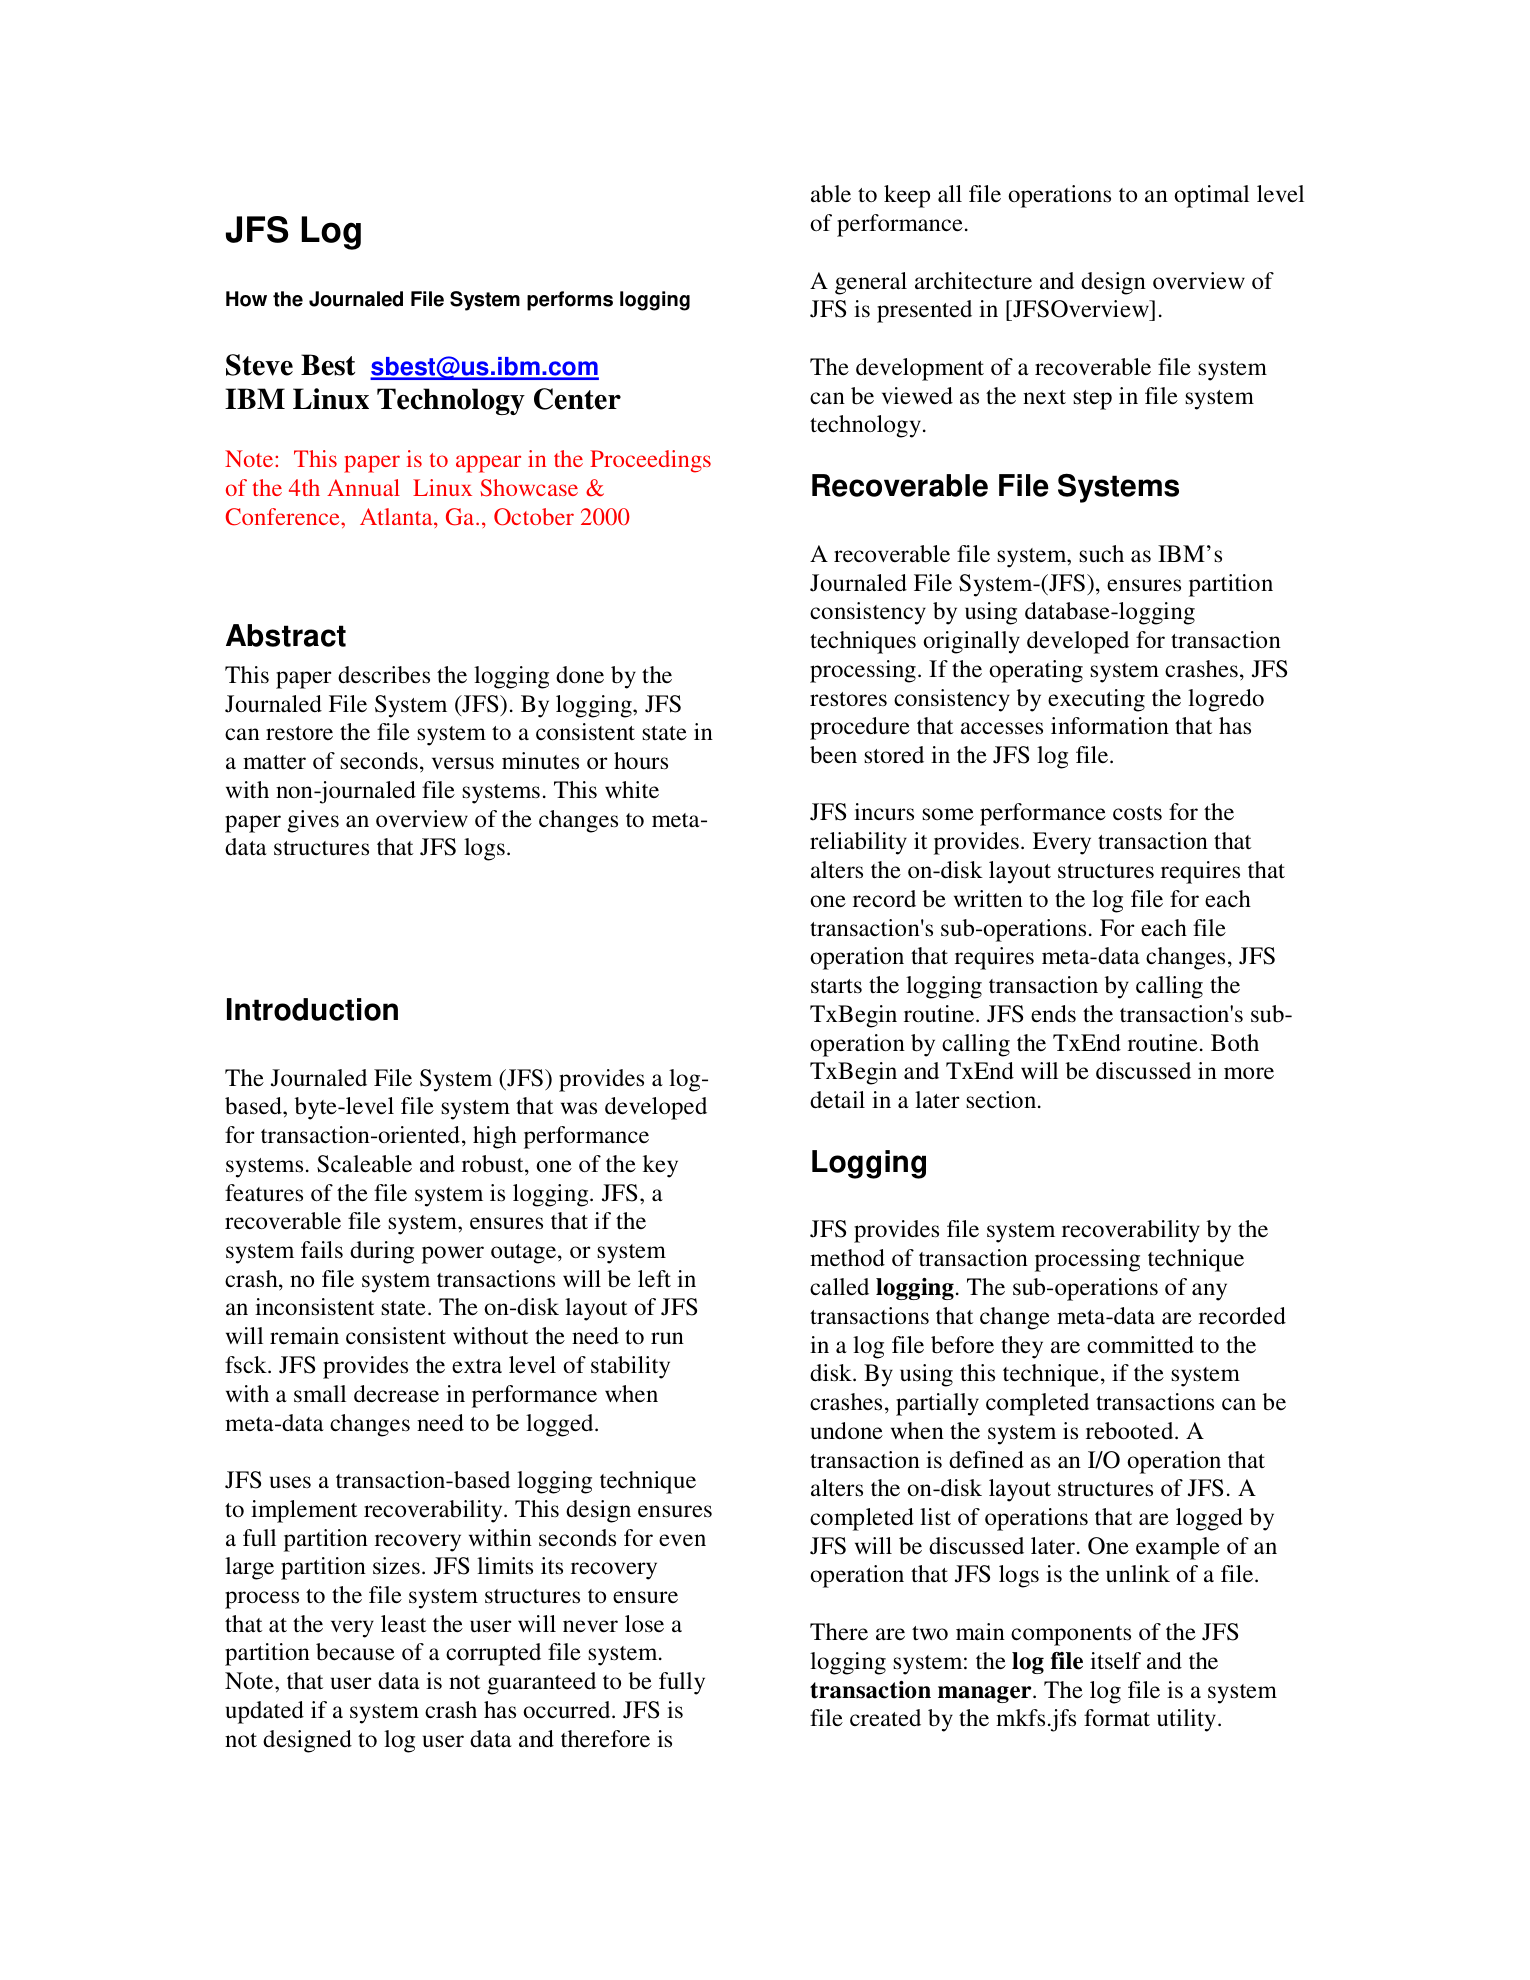 JFS Log
How the Journaled File System performs logging
Steve Best  sbest@us.ibm.com
IBM Linux Technology Center
Note:  This paper is to appear in the Proceedings
of the 4th Annual  Linux Showcase &
Conference,  Atlanta, Ga., October 2000
Abstract
This paper describes the logging done by the
Journaled File System (JFS). By logging, JFS
can restore the file system to a consistent state in
a matter of seconds, versus minutes or hours
with non-journaled file systems. This white
paper gives an overview of the changes to meta-
data structures that JFS logs.
Introduction
The Journaled File System (JFS) provides a log-
based, byte-level file system that was developed
for transaction-oriented, high performance
systems. Scaleable and robust, one of the key
features of the file system is logging. JFS, a
recoverable file system, ensures that if the
system fails during power outage, or system
crash, no file system transactions will be left in
an inconsistent state. The on-disk layout of JFS
will remain consistent without the need to run
fsck. JFS provides the extra level of stability
with a small decrease in performance when
meta-data changes need to be logged.
JFS uses a transaction-based logging technique
to implement recoverability. This design ensures
a full partition recovery within seconds for even
large partition sizes. JFS limits its recovery
process to the file system structures to ensure
that at the very least the user will never lose a
partition because of a corrupted file system.
Note, that user data is not guaranteed to be fully
updated if a system crash has occurred. JFS is
not designed to log user data and therefore is
able to keep all file operations to an optimal level
of performance.
A general architecture and design overview of
JFS is presented in [JFSOverview].
The development of a recoverable file system
can be viewed as the next step in file system
technology.
Recoverable File Systems
A recoverable file system, such as IBM’s
Journaled File System-(JFS), ensures partition
consistency by using database-logging
techniques originally developed for transaction
processing. If the operating system crashes, JFS
restores consistency by executing the logredo
procedure that accesses information that has
been stored in the JFS log file.
JFS incurs some performance costs for the
reliability it provides. Every transaction that
alters the on-disk layout structures requires that
one record be written to the log file for each
transaction's sub-operations. For each file
operation that requires meta-data changes, JFS
starts the logging transaction by calling the
TxBegin routine. JFS ends the transaction's sub-
operation by calling the TxEnd routine. Both
TxBegin and TxEnd will be discussed in more
detail in a later section.
Logging
JFS provides file system recoverability by the
method of transaction processing technique
called logging. The sub-operations of any
transactions that change meta-data are recorded
in a log file before they are committed to the
disk. By using this technique, if the system
crashes, partially completed transactions can be
undone when the system is rebooted. A
transaction is defined as an I/O operation that
alters the on-disk layout structures of JFS. A
completed list of operations that are logged by
JFS will be discussed later. One example of an
operation that JFS logs is the unlink of a file.
There are two main components of the JFS
logging system: the log file itself and the
transaction manager. The log file is a system
file created by the mkfs.jfs format utility.